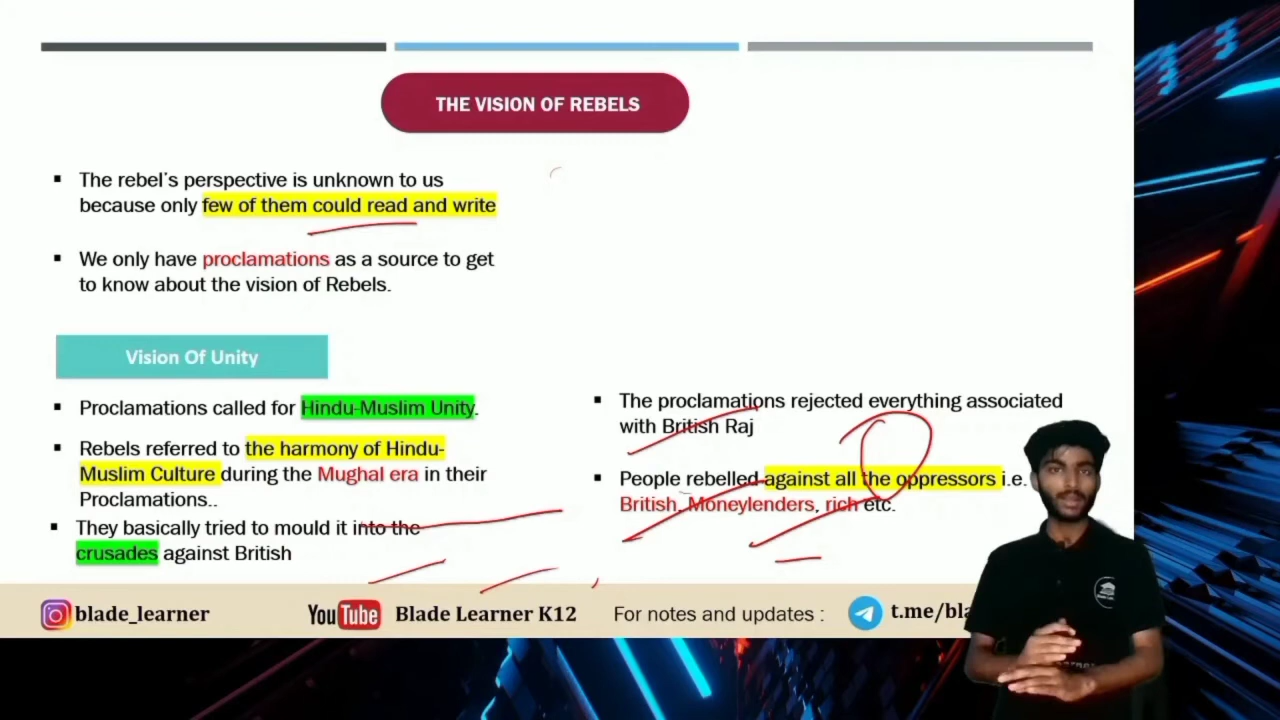 THE VISION OF REBELS
The rebel's perspective is unknown to us
because only few of them could read and write
We only have proclamations as a source to get
to know about the vision of Rebels.
Vision Of Unity
Proclamations called for Hindu-Muslim Unity.
Rebels referred to the harmony of Hindu-
Muslim Culture during the Mughal era in their
Proclamations..
They basically tried to mould it into the
crusades against British
The proclamations rejected everything associated
with British Raj
People rebelled against all the oppressors i.e.
British, Moneylenders, rich etc.
blade_learner
YouTube Blade Learner K12
For notes and updates :
t.me/bla